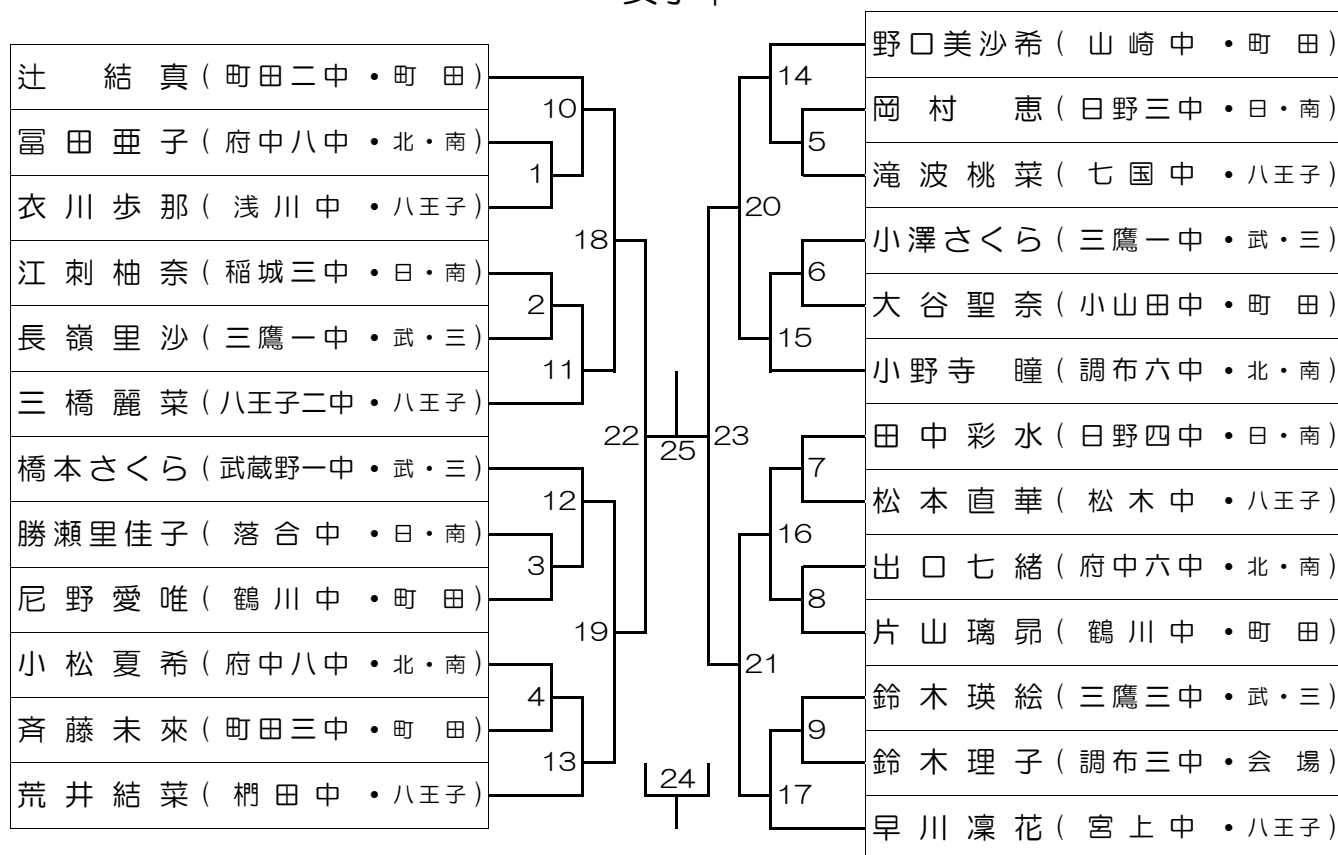 辻 結 真 ( 町田二中 • 町 田 )
冨 田 亜 子 ( 府中八中 • 北・南 )
衣 川 歩 那 ( 浅 川 中 • 八王子 )
江 刺 柚 奈 ( 稲城三中 • 日・南 )
長 嶺 里 沙 ( 三鷹一中 • 武・三 )
三 橋 麗 菜 ( 八王子二中 • 八王子 )
橋本さくら ( 武蔵野一中 • 武・三 )
勝瀬里佳子 ( 落 合 中 • 日・南 )
尼 野 愛 唯 ( 鶴 川 中 • 町 田 )
小 松 夏 希 ( 府中八中 • 北・南 )
斉 藤 未 來 ( 町田三中 • 町 田 )
荒 井 結 菜 ( 椚 田 中 • 八王子 )
10
1
18
2
11
22
12
3
19
4
13
25
24
14
5
20
6
15
23
7
16
8
21
9
17
野口美沙希 ( 山 崎 中 • 町 田 )
岡 村 恵 ( 日野三中 • 日・南 )
滝 波 桃 菜 ( 七 国 中 • 八王子 )
小澤さくら ( 三鷹一中 • 武・三 )
大 谷 聖 奈 ( 小山田中 • 町 田 )
小野寺 瞳 ( 調布六中 • 北・南 )
田 中 彩 水 ( 日野四中 • 日・南 )
松 本 直 華 ( 松 木 中 • 八王子 )
出 口 七 緒 ( 府中六中 • 北・南 )
片 山 璃 昴 ( 鶴 川 中 • 町 田 )
鈴 木 瑛 絵 ( 三鷹三中 • 武・三 )
鈴 木 理 子 ( 調布三中 • 会 場 )
早 川 凜 花 ( 宮 上 中 • 八王子 )